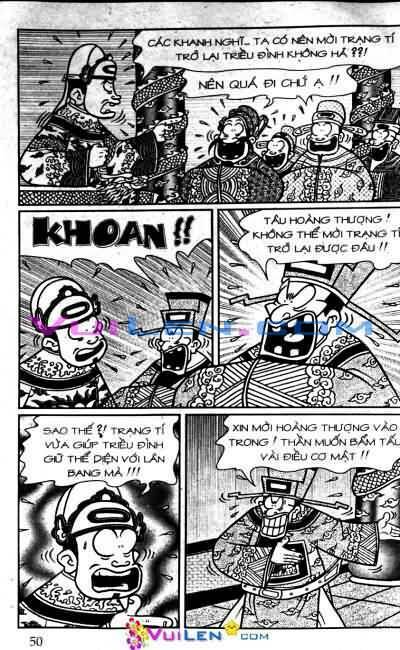 CÁC KHANH NGHĨ... TA CÓ NÊN MỜI TRẠNG TÍ
TRỞ LẠI TRIỀU ĐÌNH KHÔNG HẢ ??!
NÊN QUÁ ĐI CHỨ Ạ !!
KHOAN !!
TÂU HOÀNG THƯỢNG !
KHÔNG THỂ MỜI TRẠNG TÍ
TRỞ LẠI ĐƯỢC ĐÂU !!
VUILEN.COM
SAO THẾ ?! TRẠNG TÍ
VỪA GIÚP TRIỀU ĐÌNH
GIỮ THỂ DIỆN VỚI LÂN
BANG MÀ !!!
XIN MỜI HOÀNG THƯỢNG VÀO
TRONG ! THẦN MUỐN BẨM TẤU
VÀI ĐIỀU CƠ MẬT !!
50
VUILEN.COM